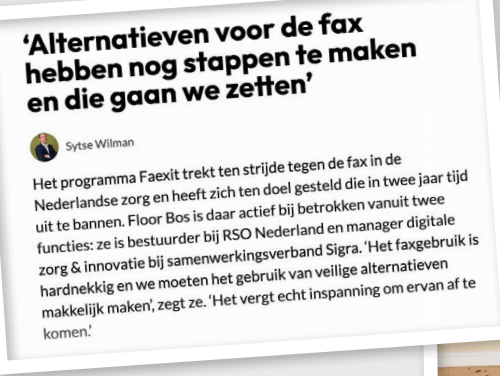 ‘Alternatieven voor de fax
hebben nog stappen te maken
en die gaan we zetten’
Sytse Wilman
Het programma Faexit trekt ten strijde tegen de fax in de
Nederlandse zorg en heeft zich ten doel gesteld die in twee jaar tijd
uit te bannen. Floor Bos is daar actief bij betrokken vanuit twee
functies: ze is bestuurder bij RSO Nederland en manager digitale
zorg & innovatie bij samenwerkingsverband Sigra. ‘Het faxgebruik is
hardnekkig en we moeten het gebruik van veilige alternatieven
makkelijk maken’, zegt ze. ‘Het vergt echt inspanning om ervan af te
komen.’